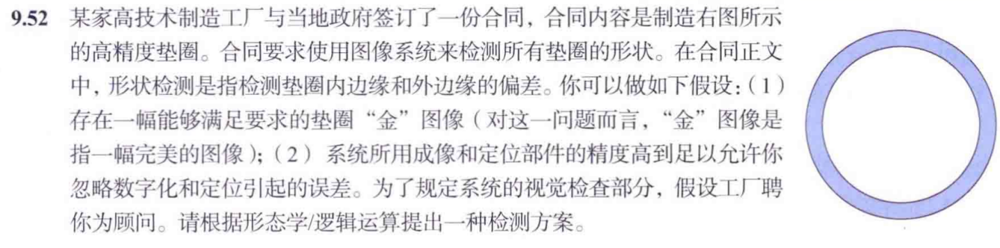 9.52 某家高技术制造工厂与当地政府签订了一份合同，合同内容是制造右图所示
的高精度垫圈。合同要求使用图像系统来检测所有垫圈的形状。在合同正文
中，形状检测是指检测垫圈内边缘和外边缘的偏差。你可以做如下假设：（1）
存在一幅能够满足要求的垫圈“金”图像（对这一问题而言，“金”图像是
指一幅完美的图像）；（2） 系统所用成像和定位部件的精度高到足以允许你
忽略数字化和定位引起的误差。为了规定系统的视觉检查部分，假设工厂聘
你为顾问。请根据形态学/逻辑运算提出一种检测方案。